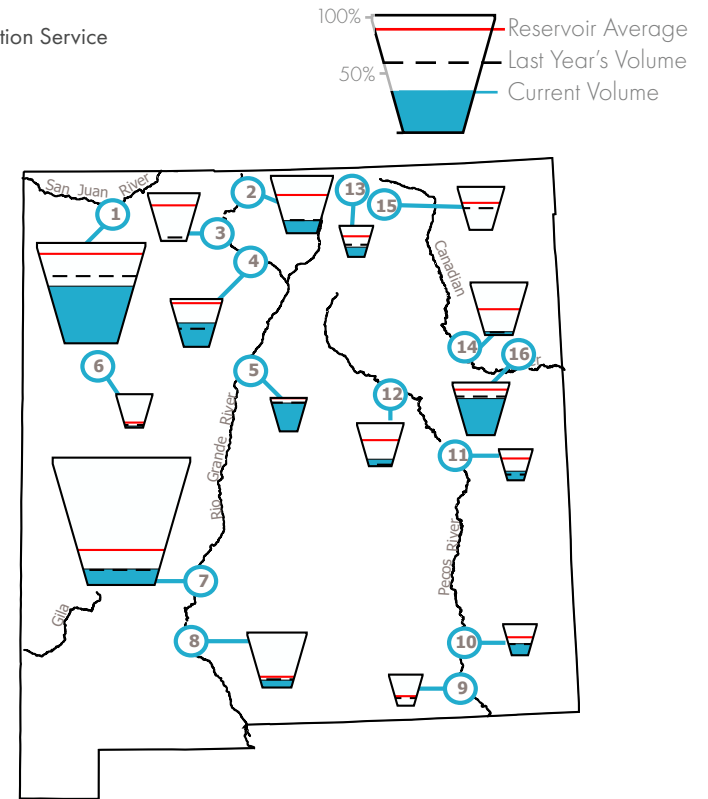 100%
tion Service
Reservoir Average
Last Year's Volume
50%
Current Volume
San Juan River
1
2
3
4
13
15
Canadian
14
16
6
5
12
11
Rio Grande River
Pecos River
7
Gila
8
10
9